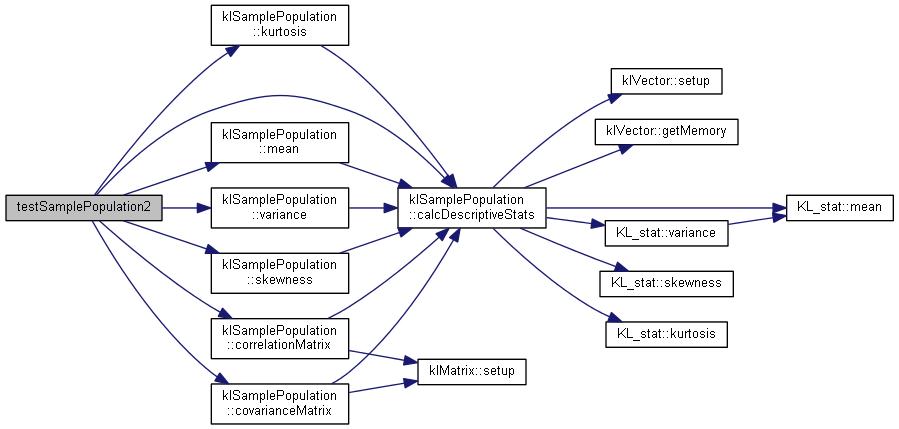 testSamplePopulation2
klSamplePopulation
::kurtosis
klSamplePopulation
::mean
klSamplePopulation
::variance
klSamplePopulation
::skewness
klSamplePopulation
::correlationMatrix
klSamplePopulation
::covarianceMatrix
klSamplePopulation
::calcDescriptiveStats
klMatrix::setup
klVector::setup
klVector::getMemory
KL_stat::variance
KL_stat::skewness
KL_stat::kurtosis
KL_stat::mean